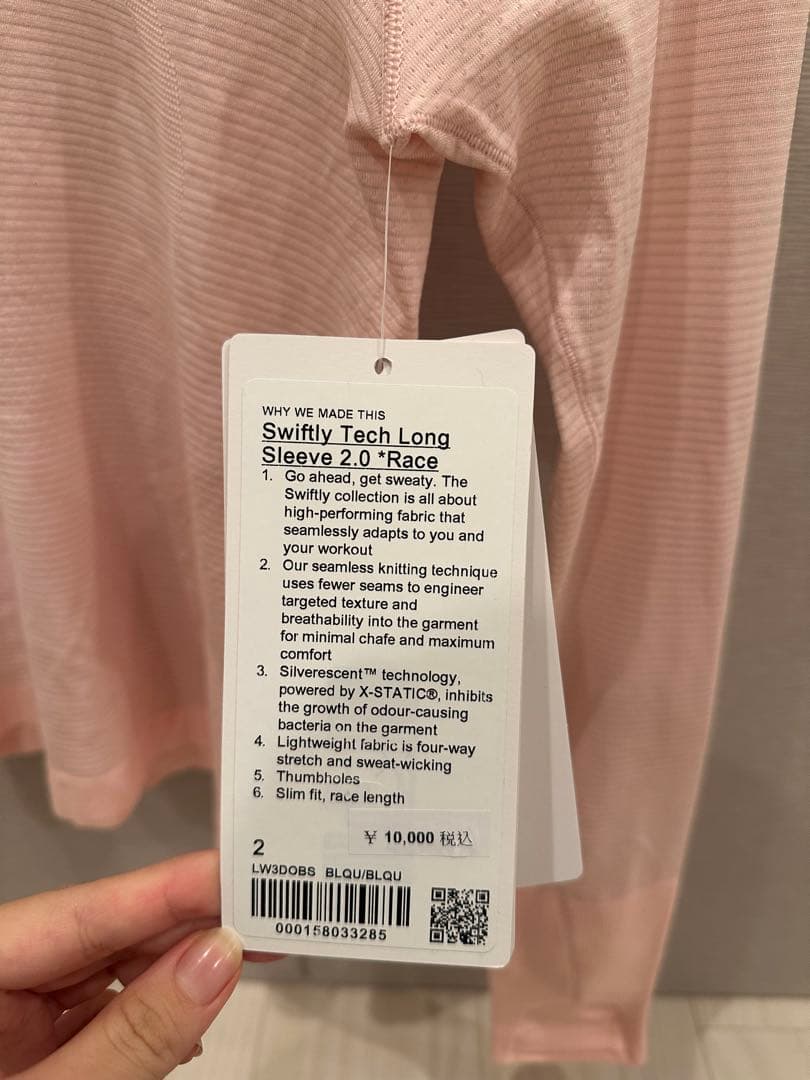 WHY WE MADE THIS
Swiftly Tech Long
Sleeve 2.0 *Race
1. Go ahead, get sweaty. The
Swiftly collection is all about
high-performing fabric that
seamlessly adapts to you and
your workout
2. Our seamless knitting technique
uses fewer seams to engineer
targeted texture and
breathability into the garment
for minimal chafe and maximum
comfort
3. Silverescent™ technology,
powered by X-STATIC®, inhibits
the growth of odour-causing
bacteria on the garment
4. Lightweight fabric is four-way
stretch and sweat-wicking
5. Thumbholes
6. Slim fit, race length
¥ 10,000 税込
2
LW3DOBS BLQU/BLQU
000158033285